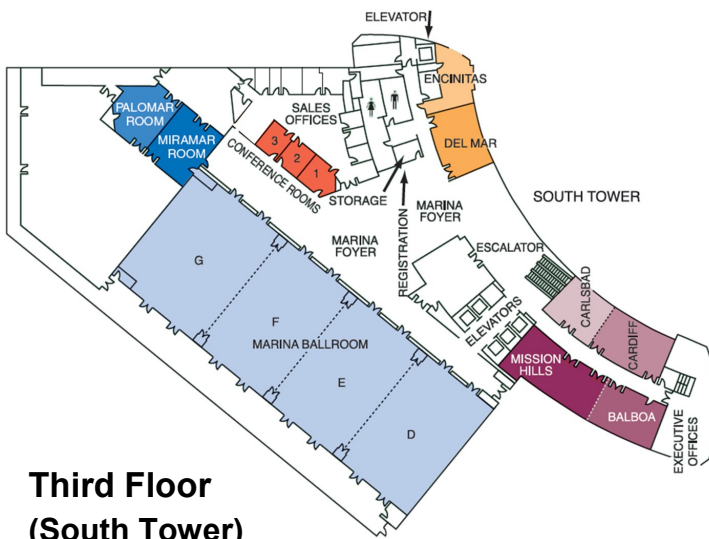 ELEVATOR
ENCINITAS
PALOMAR
ROOM
SALES
OFFICES
MIRAMAR
ROOM
3
2
1
CONFERENCE ROOMS
DEL MAR
STORAGE
REGISTRATION
MARINA
FOYER
SOUTH TOWER
MARINA
FOYER
ESCALATOR
G
CARLSBAD
ELEVATORS
F
MARINA BALLROOM
CARDIFF
MISSION
HILLS
E
BALBOA
D
EXECUTIVE
OFFICES
Third Floor
(South Tower)